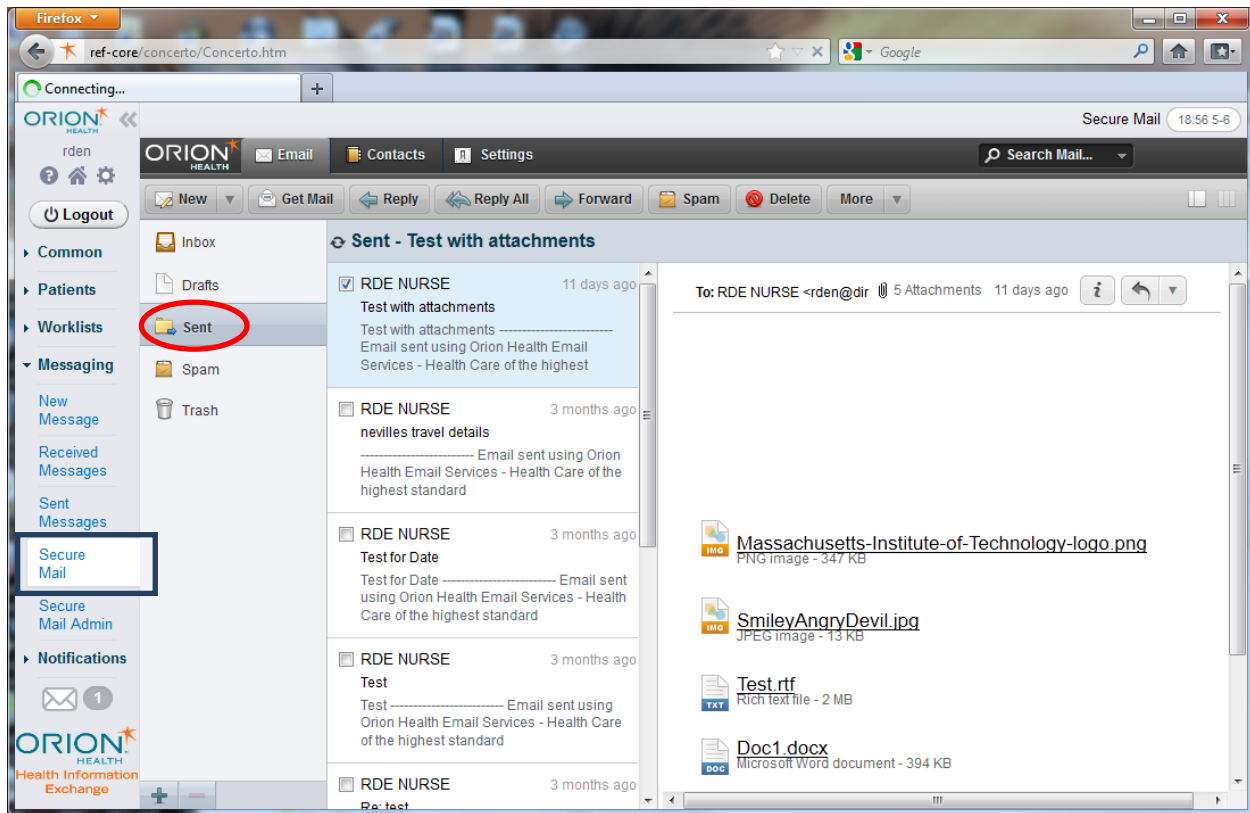 Firefox
ref-core/concerto/Concerto.htm
Google
Connecting...
ORION
HEALTH
rden
Logout
Common
Patients
Worklists
Messaging
New
Message
Received
Messages
Sent
Messages
Secure
Mail
Secure
Mail Admin
Notifications
1
ORION
HEALTH
Health Information
Exchange
Secure Mail 18:56 5-6
ORION
HEALTH
Email Contacts Settings Search Mail...
New Get Mail Reply Reply All Forward Spam Delete More
Inbox
Drafts
Sent
Spam
Trash
Sent - Test with attachments
RDE NURSE 11 days ago
Test with attachments
Test with attachments -------------------------
Email sent using Orion Health Email
Services - Health Care of the highest
RDE NURSE 3 months ago
nevilles travel details
------------------------- Email sent using Orion
Health Email Services - Health Care of the
highest standard
RDE NURSE 3 months ago
Test for Date
Test for Date ------------------------- Email sent
using Orion Health Email Services - Health
Care of the highest standard
RDE NURSE 3 months ago
Test
Test ------------------------- Email sent using
Orion Health Email Services - Health Care
of the highest standard
RDE NURSE 3 months ago
Re: test
To: RDE NURSE <rden@dir 5 Attachments 11 days ago i
IMG
Massachusetts-Institute-of-Technology-logo.png
PNG image - 347 KB
IMG
SmileyAngryDevil.jpg
JPEG image - 13 KB
TXT
Test.rtf
Rich text file - 2 MB
DOC
Doc1.docx
Microsoft Word document - 394 KB